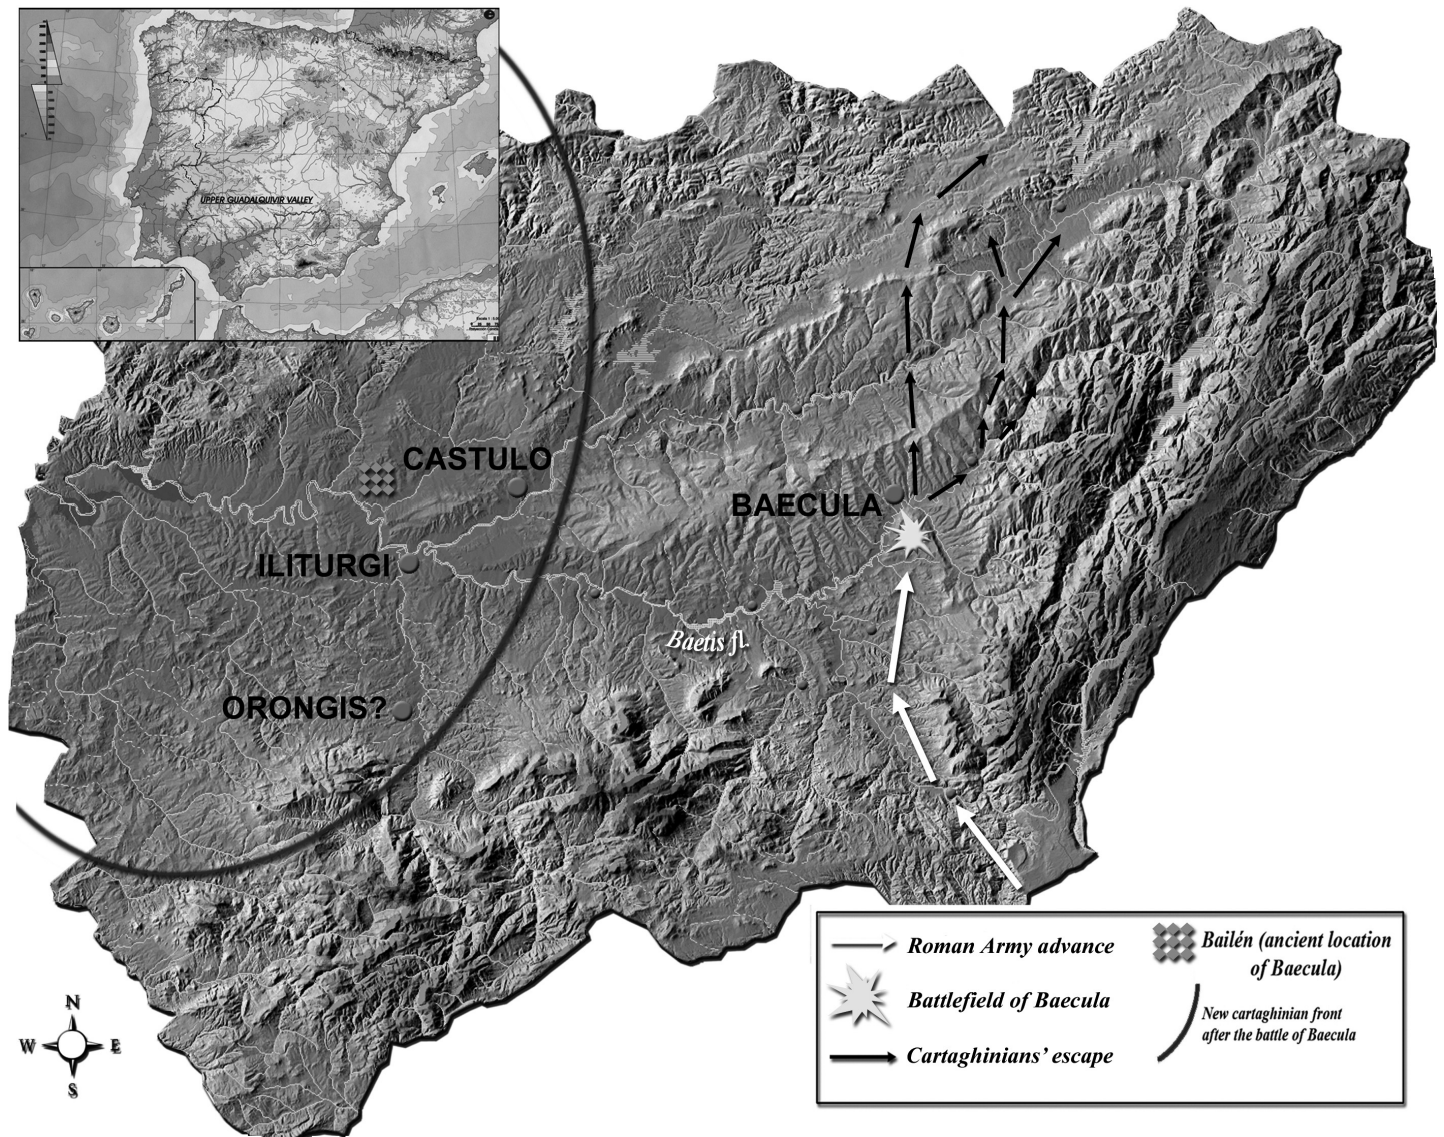 UPPER GUADALQUIVIR VALLEY
CASTULO
BAECULA
ILITURGI
Baetis fl.
ORONGIS?
N
W E
S
Roman Army advance
Battlefield of Baecula
Cartaghinians' escape
Bailén (ancient location
of Baecula)
New cartaghinian front
after the battle of Baecula